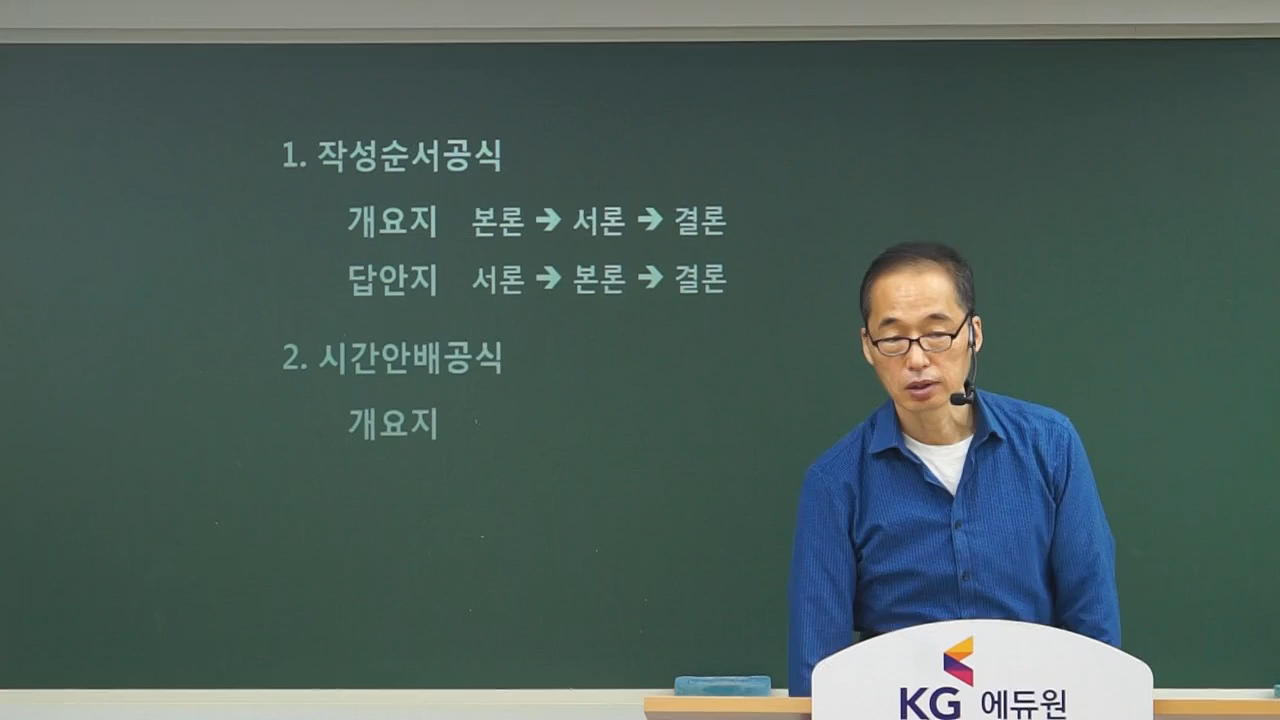 1. 작성순서공식
개요지 본론 ➔ 서론 ➔ 결론
답안지 서론 ➔ 본론 ➔ 결론
2. 시간안배공식
개요지
KG 에듀원